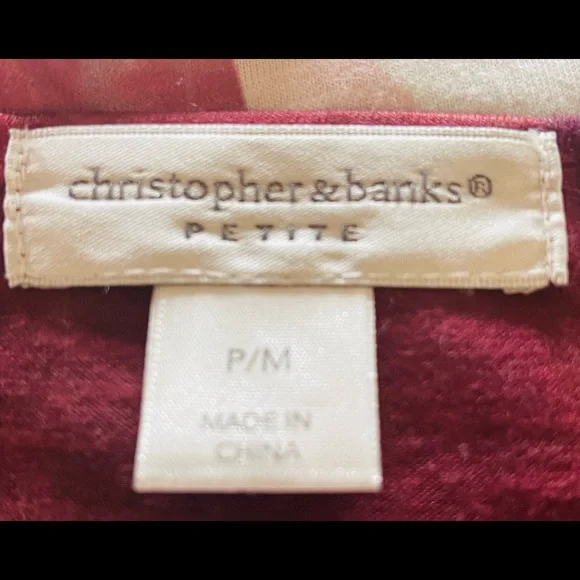 christopher & banks®
PETITE
P/M
MADE IN
CHINA